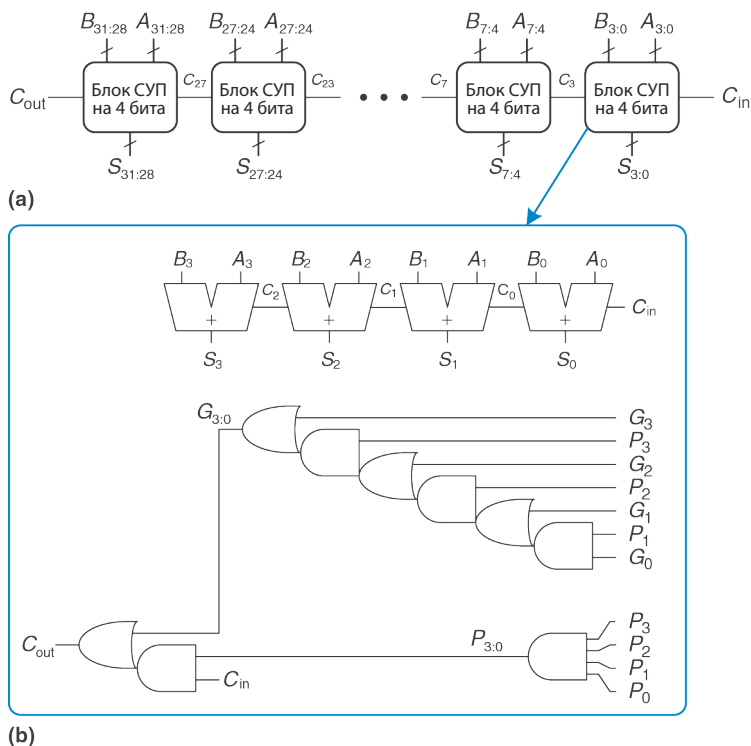 B31:28 A31:28 B27:24 A27:24 B7:4 A7:4 B3:0 A3:0
Cout Блок СУП на 4 бита C27 Блок СУП на 4 бита C23 • • • C7 Блок СУП на 4 бита C3 Блок СУП на 4 бита Cin
S31:28 S27:24 S7:4 S3:0
(a)
B3 A3 B2 A2 B1 A1 B0 A0
+ C2 + C1 + C0 + Cin
S3 S2 S1 S0
G3:0 G3
P3
G2
P2
G1
P1
G0
Cout P3:0 P3
P2
P1
Cin P0
(b)